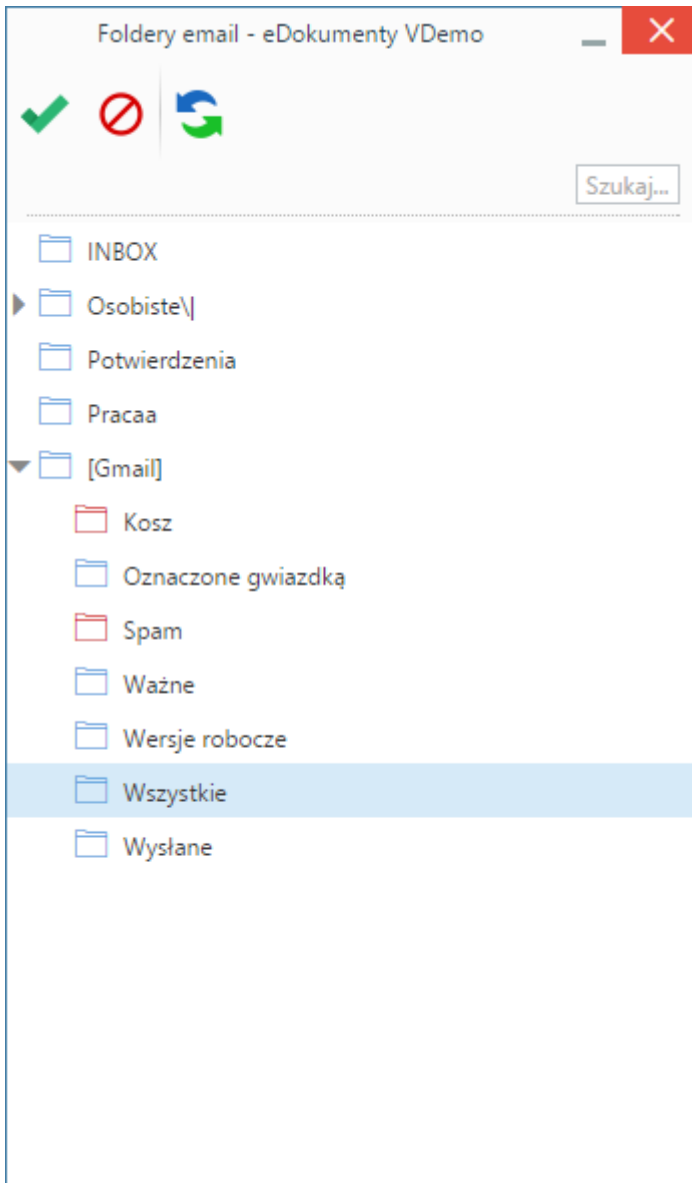 Foldery email - eDokumenty VDemo
Szukaj...
INBOX
Osobiste\|
Potwierdzenia
Pracaa
[Gmail]
Kosz
Oznaczone gwiazdką
Spam
Ważne
Wersje robocze
Wszystkie
Wysłane